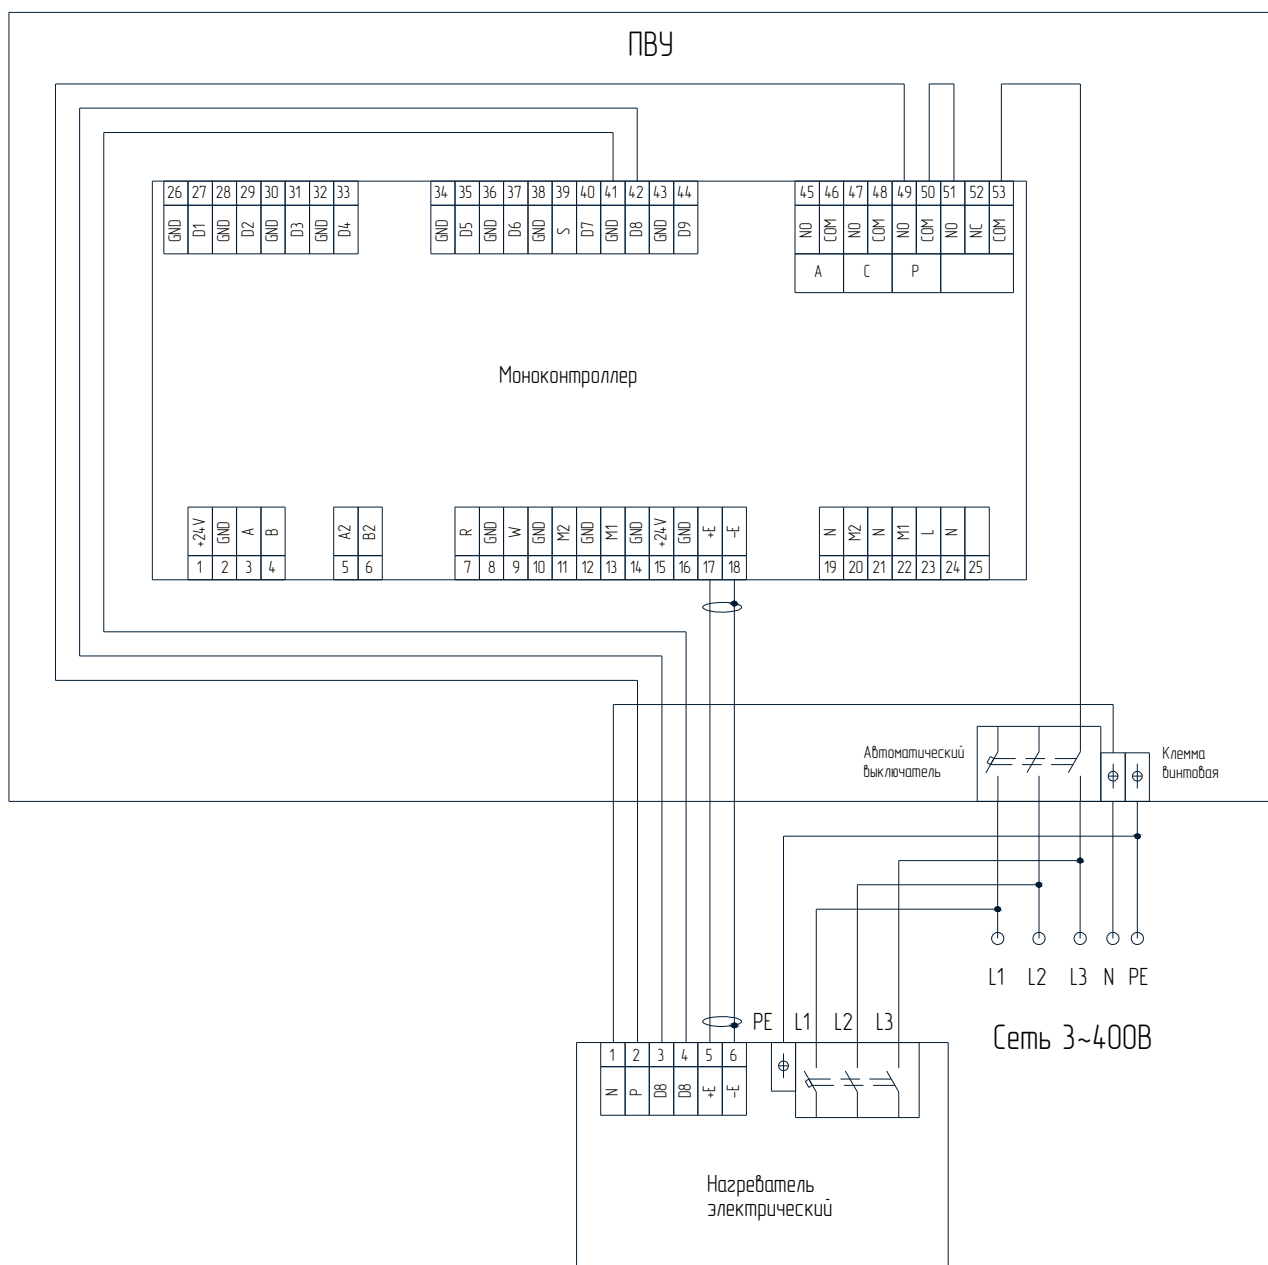 ПВУ
26 27 28 29 30 31 32 33
GND D1 GND D2 GND D3 GND D4
34 35 36 37 38 39 40 41 42 43 44
GND D5 GND D6 GND S D7 GND D8 GND D9
45 46 47 48 49 50 51 52 53
NO COM NO COM NO COM NO NC COM
A C P
Моноконтроллер
+24V GND A B
1 2 3 4
A2 B2
5 6
R GND W GND M2 GND M1 GND +24V GND +E -E
7 8 9 10 11 12 13 14 15 16 17 18
N M2 N M1 L N
19 20 21 22 23 24 25
Автоматический
выключатель
Клемма
винтовая
L1 L2 L3 N PE
Сеть 3~400В
PE L1 L2 L3
1 2 3 4 5 6
N P D8 D8 +E -E
Нагреватель
электрический